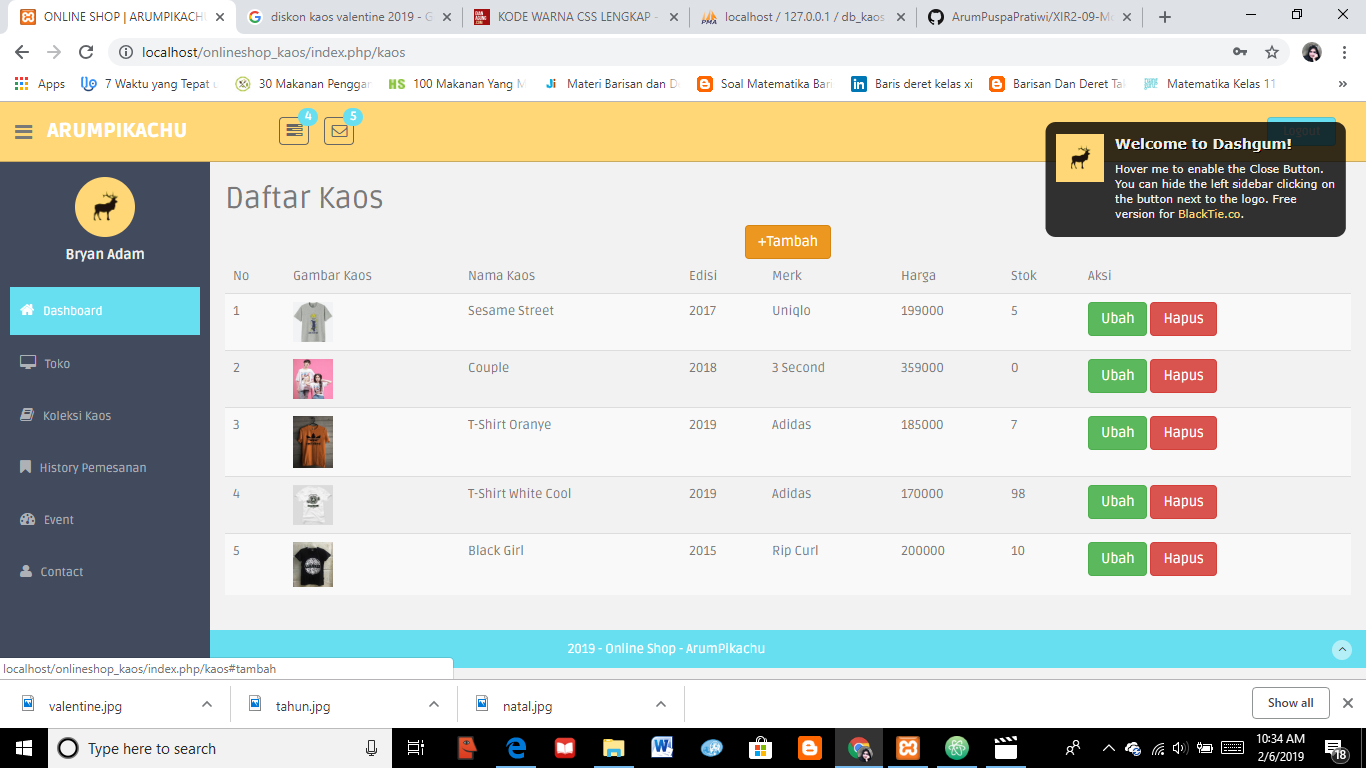 ONLINE SHOP | ARUMPIKACHU
diskon kaos valentine 2019 - G
KODE WARNA CSS LENGKAP -
localhost / 127.0.0.1 / db_kaos
ArumPuspaPratiwi/XIR2-09-Mo
localhost/onlineshop_kaos/index.php/kaos
Apps
7 Waktu yang Tepat u
30 Makanan Penggan
100 Makanan Yang M
Materi Barisan dan D
Soal Matematika Bari
Baris deret kelas xi
Barisan Dan Deret Tak
Matematika Kelas 11
ARUMPIKACHU
4
5
Logout
Welcome to Dashgum!
Hover me to enable the Close Button.
You can hide the left sidebar clicking on
the button next to the logo. Free
version for BlackTie.co.
Bryan Adam
Dashboard
Toko
Koleksi Kaos
History Pemesanan
Event
Contact
Daftar Kaos
+Tambah
No Gambar Kaos Nama Kaos Edisi Merk Harga Stok Aksi
1 Sesame Street 2017 Uniqlo 199000 5 Ubah Hapus
2 Couple 2018 3 Second 359000 0 Ubah Hapus
3 T-Shirt Oranye 2019 Adidas 185000 7 Ubah Hapus
4 T-Shirt White Cool 2019 Adidas 170000 98 Ubah Hapus
5 Black Girl 2015 Rip Curl 200000 10 Ubah Hapus
2019 - Online Shop - ArumPikachu
localhost/onlineshop_kaos/index.php/kaos#tambah
valentine.jpg
tahun.jpg
natal.jpg
Show all
Type here to search
10:34 AM
2/6/2019
18